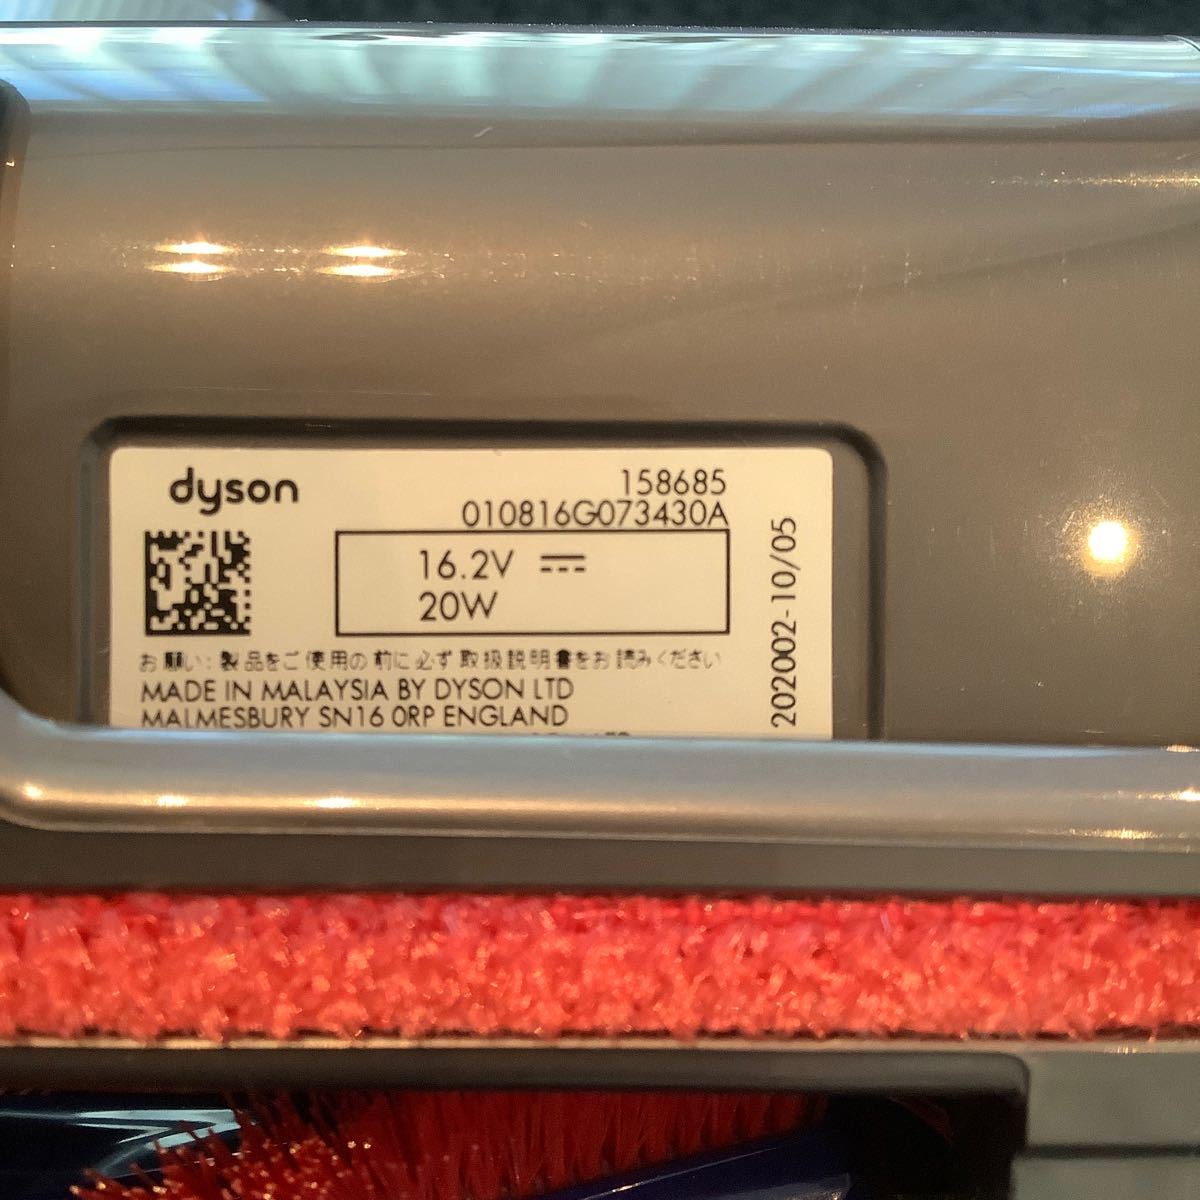 dyson
158685
010816G073430A
16.2V
20W
お願い:製品をご使用の前に必ず取扱説明書をお読みください
MADE IN MALAYSIA BY DYSON LTD
MALMESBURY SN16 0RP ENGLAND
202002-10/05